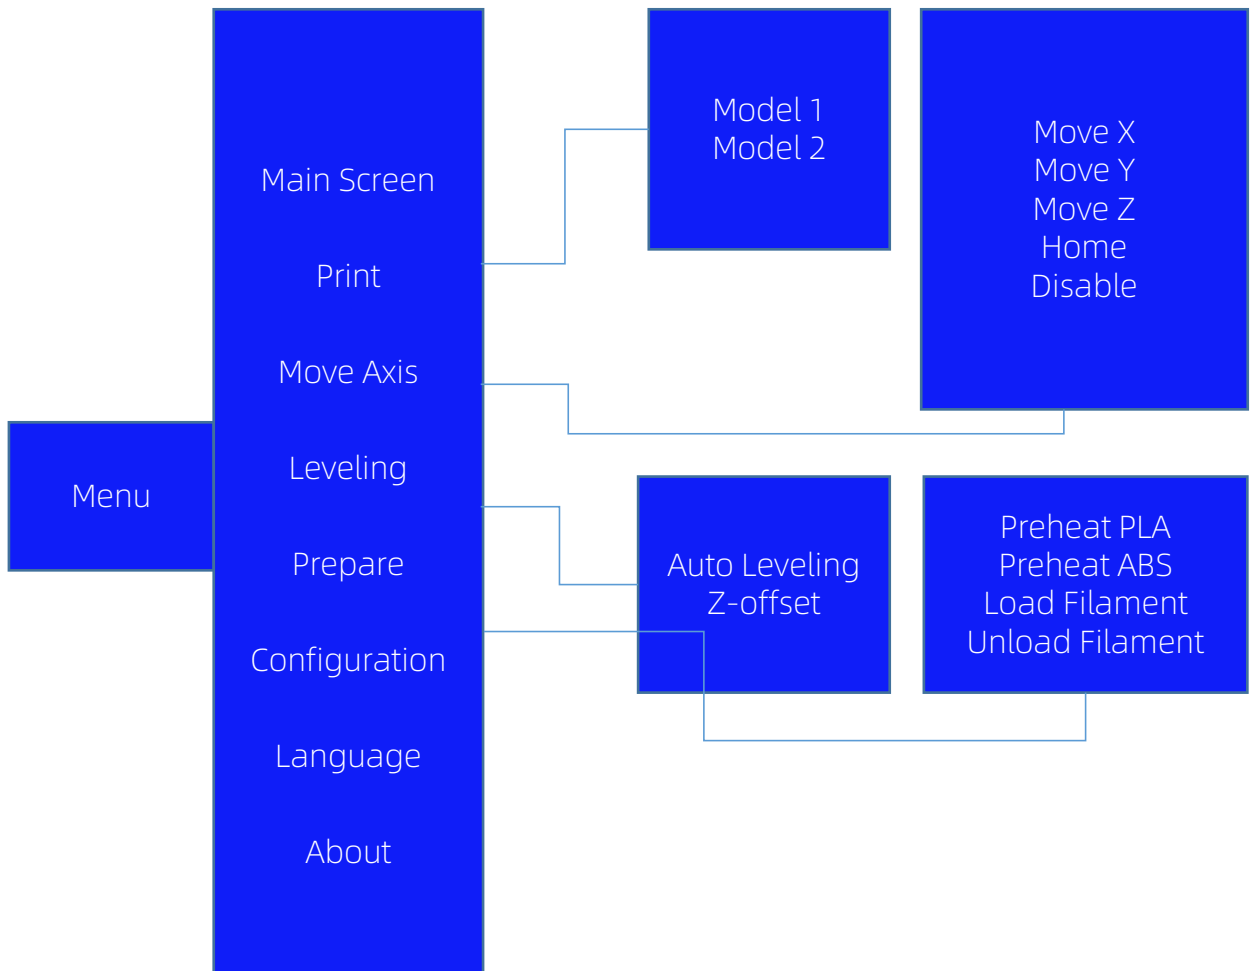 Menu
Main Screen
Print
Move Axis
Leveling
Prepare
Configuration
Language
About
Model 1
Model 2
Move X
Move Y
Move Z
Home
Disable
Auto Leveling
Z-offset
Preheat PLA
Preheat ABS
Load Filament
Unload Filament